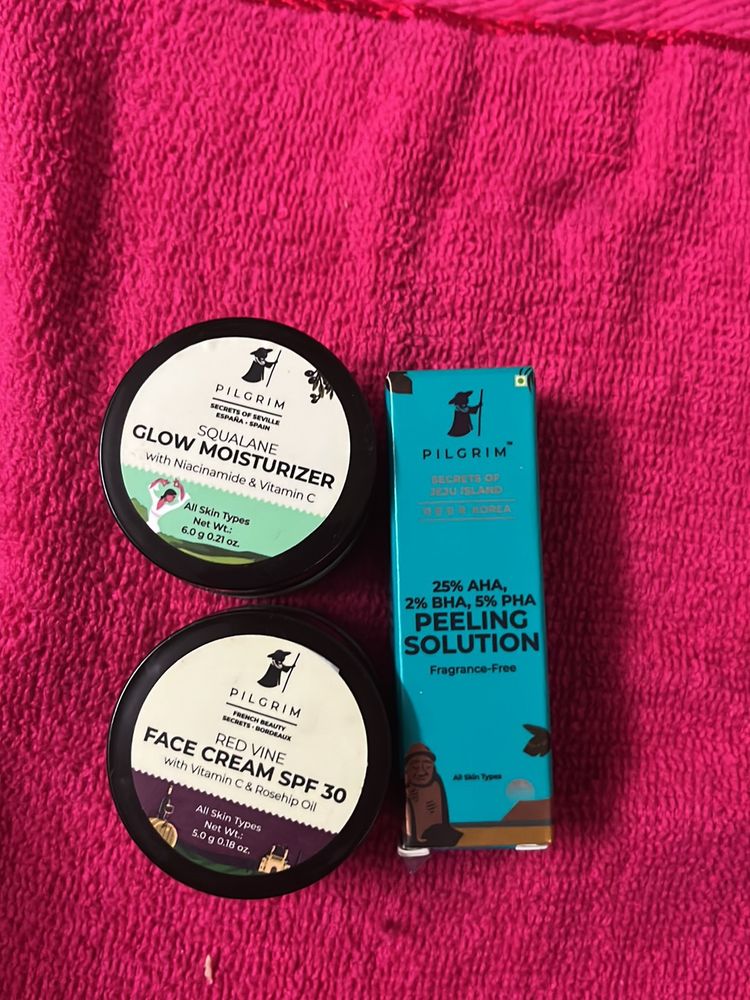 PILGRIM
SECRETS OF SEVILLE
ESPAÑA • SPAIN
SQUALANE
GLOW MOISTURIZER
with Niacinamide & Vitamin C
All Skin Types
Net Wt.:
6.0 g 0.21 oz.
PILGRIM
FRENCH BEAUTY
SECRETS • BORDEAUX
RED VINE
FACE CREAM SPF 30
with Vitamin C & Rosehip Oil
All Skin Types
Net Wt.:
5.0 g 0.18 oz.
PILGRIM™
SECRETS OF
JEJU ISLAND
KOREA
25% AHA,
2% BHA, 5% PHA
PEELING
SOLUTION
Fragrance-Free
All Skin Types